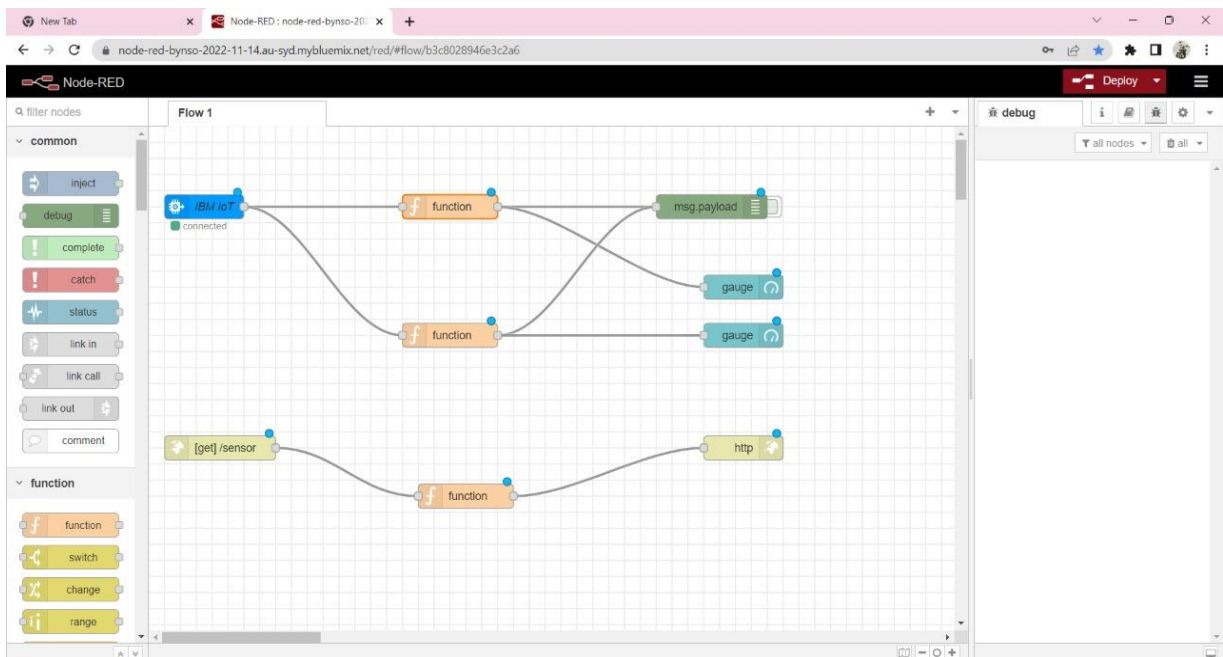 New Tab
Node-RED : node-red-bynso-202
node-red-bynso-2022-11-14.au-syd.mybluemix.net/red/#flow/b3c8028946e3c2a6
Node-RED
Deploy
filter nodes
Flow 1
debug
i
all nodes
all
common
inject
debug
complete
catch
status
link in
link call
link out
comment
function
function
switch
change
range
IBM IoT
connected
function
msg.payload
gauge
function
gauge
[get] /sensor
http
function